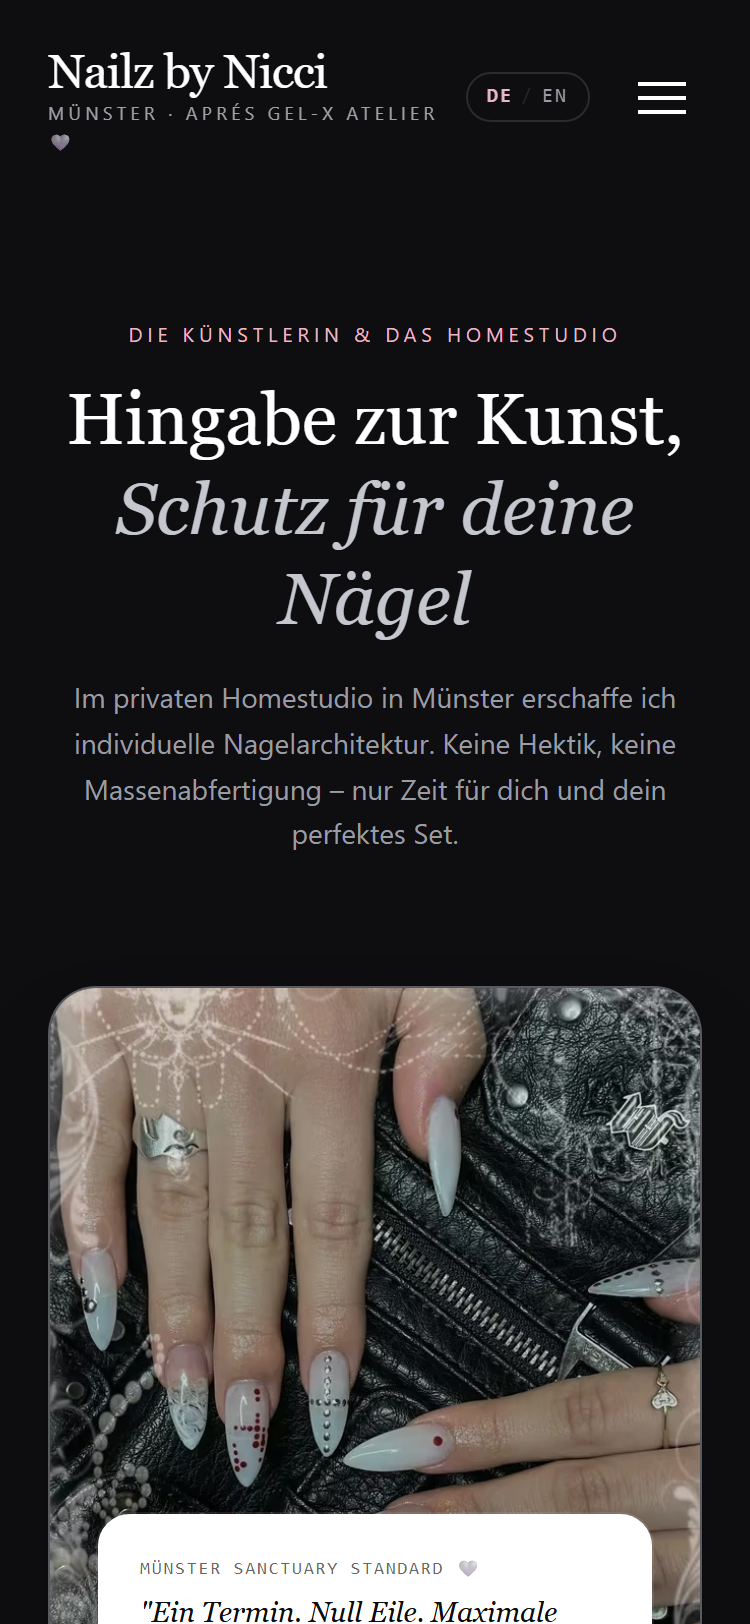 Nailz by Nicci
MÜNSTER · APRÉS GEL-X ATELIER
🩶
DE / EN
DIE KÜNSTLERIN & DAS HOMESTUDIO
Hingabe zur Kunst,
Schutz für deine
Nägel
Im privaten Homestudio in Münster erschaffe ich
individuelle Nagelarchitektur. Keine Hektik, keine
Massenabfertigung – nur Zeit für dich und dein
perfektes Set.
MÜNSTER SANCTUARY STANDARD 🩶
"Ein Termin. Null Eile. Maximale